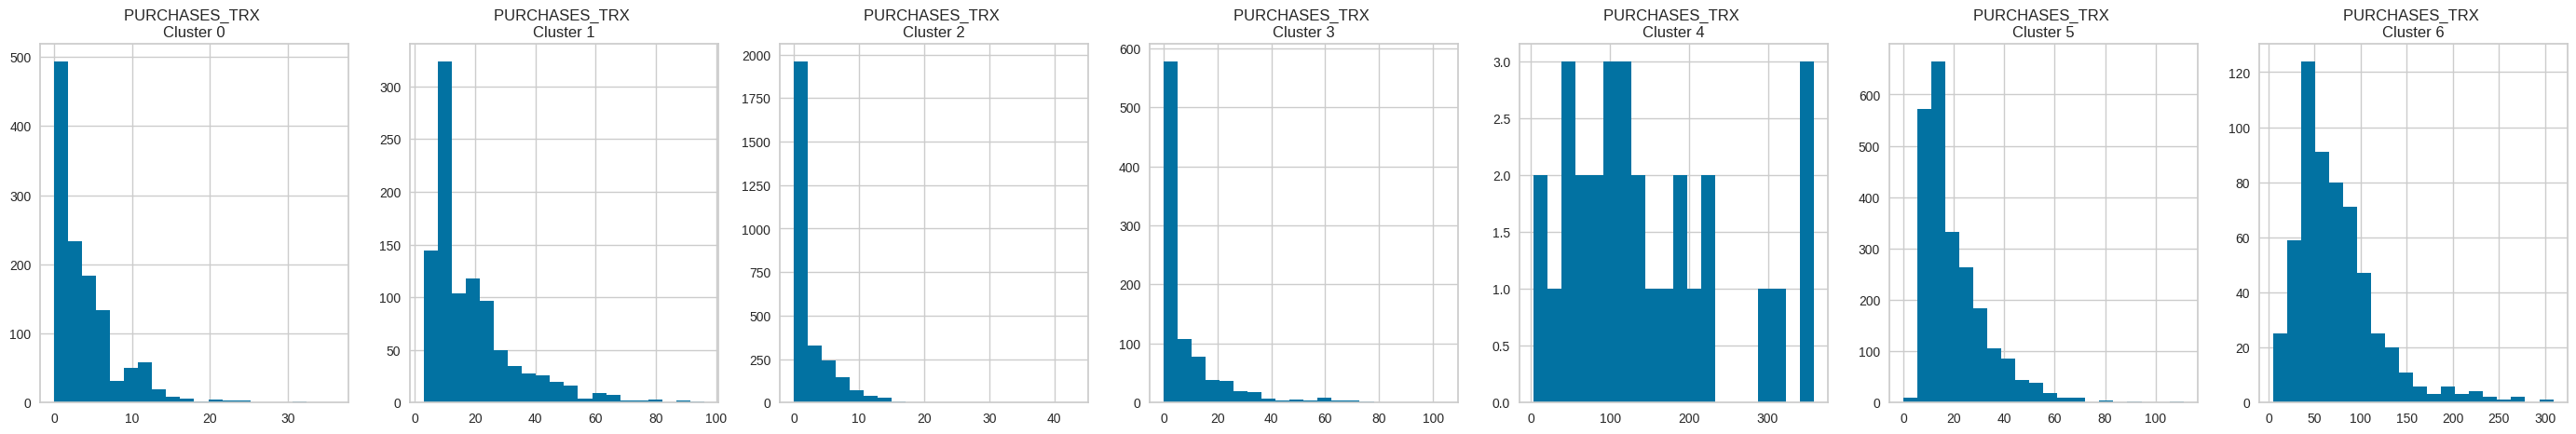 PURCHASES_TRX
Cluster 0
500
400
300
200
100
0
0 10 20 30
PURCHASES_TRX
Cluster 1
300
250
200
150
100
50
0
0 20 40 60 80 100
PURCHASES_TRX
Cluster 2
2000
1750
1500
1250
1000
750
500
250
0
0 10 20 30 40
PURCHASES_TRX
Cluster 3
600
500
400
300
200
100
0
0 20 40 60 80 100
PURCHASES_TRX
Cluster 4
3.0
2.5
2.0
1.5
1.0
0.5
0.0
0 100 200 300
PURCHASES_TRX
Cluster 5
600
500
400
300
200
100
0
0 20 40 60 80 100
PURCHASES_TRX
Cluster 6
120
100
80
60
40
20
0
0 50 100 150 200 250 300